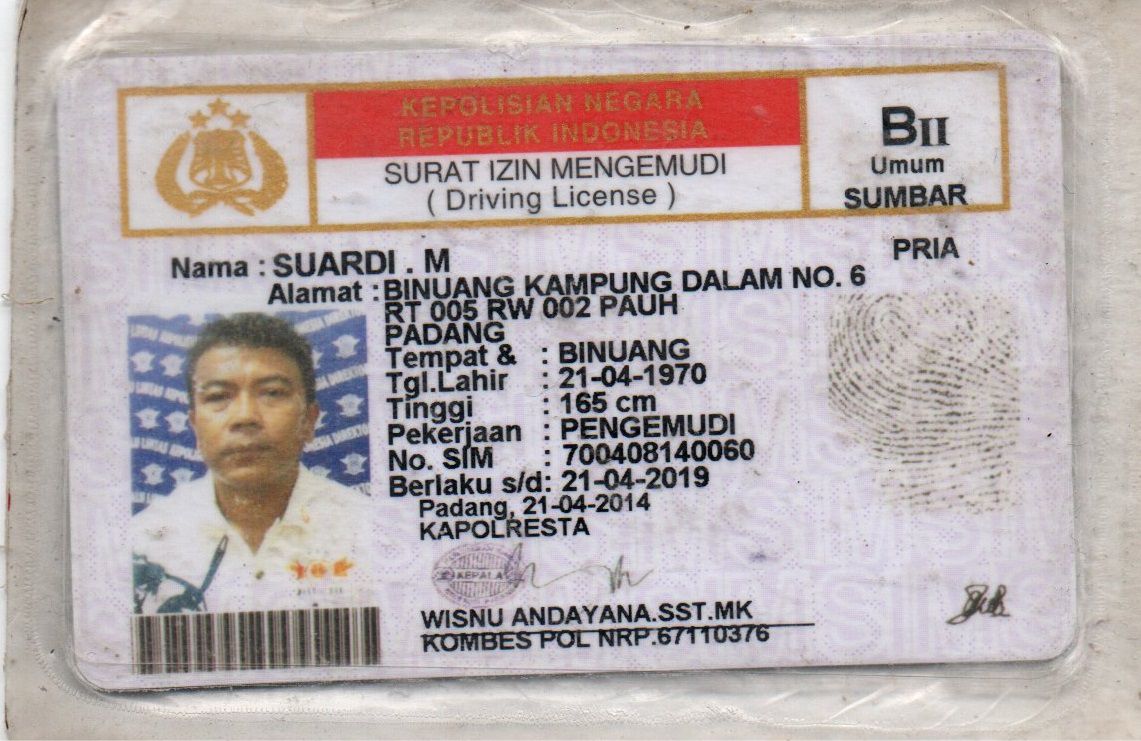 KEPOLISIAN NEGARA
REPUBLIK INDONESIA
SURAT IZIN MENGEMUDI
( Driving License )
BII
Umum
SUMBAR
PRIA
Nama : SUARDI . M
Alamat : BINUANG KAMPUNG DALAM NO. 6
RT 005 RW 002 PAUH
PADANG
Tempat & : BINUANG
Tgl.Lahir : 21-04-1970
Tinggi : 165 cm
Pekerjaan : PENGEMUDI
No. SIM : 700408140060
Berlaku s/d: 21-04-2019
Padang, 21-04-2014
KAPOLRESTA
KEPALA
WISNU ANDAYANA.SST.MK
KOMBES POL NRP.67110376